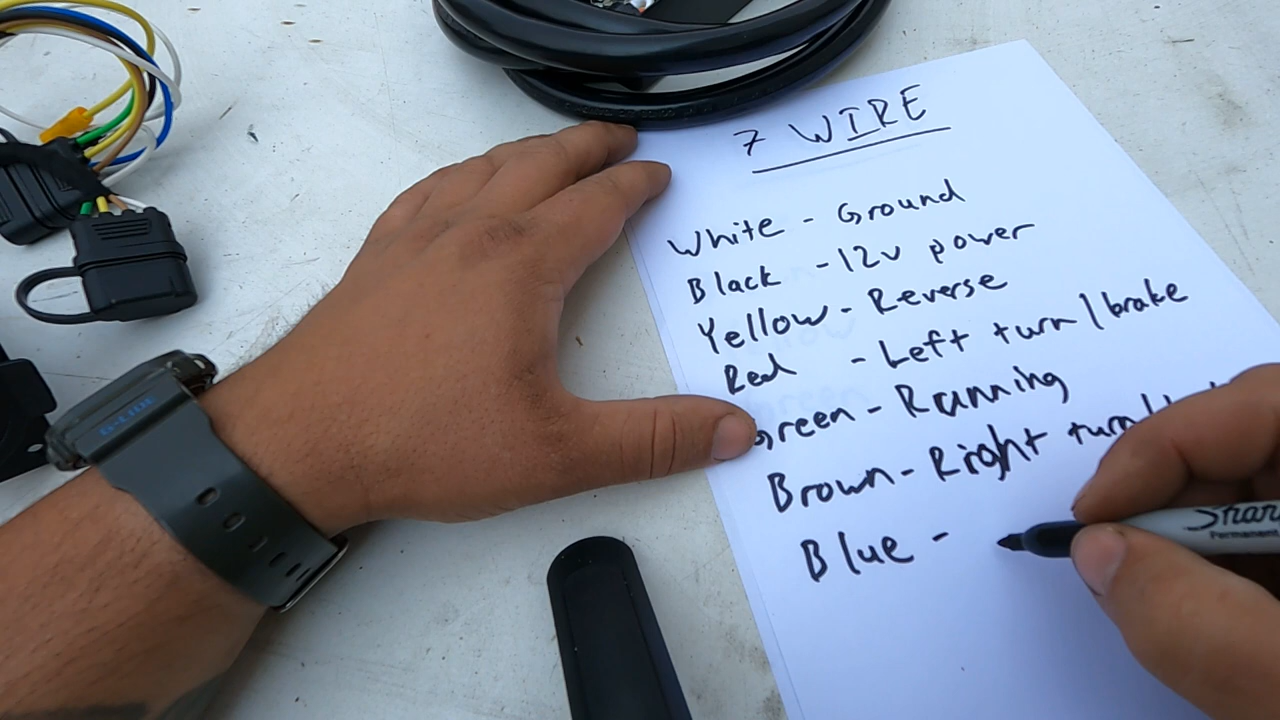 7 WIRE
White - Ground
Black - 12v power
Yellow - Reverse
Red - Left turn/brake
Green - Running
Brown - Right turn/
Blue -
G-LIDE